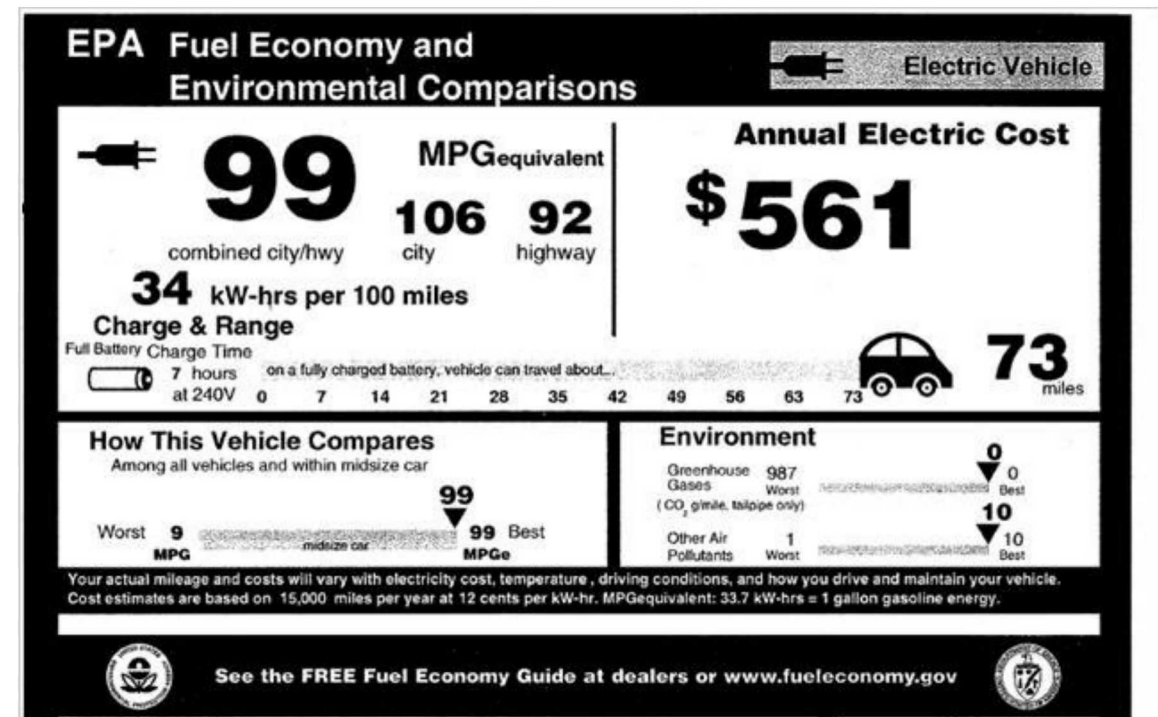 EPA Fuel Economy and
Environmental Comparisons
Electric Vehicle
99
combined city/hwy
MPGequivalent
106 92
city highway
34 kW-hrs per 100 miles
Annual Electric Cost
$561
Charge & Range
Full Battery Charge Time
7 hours
at 240V
on a fully charged battery, vehicle can travel about...
0 7 14 21 28 35 42 49 56 63 73
73
miles
How This Vehicle Compares
Among all vehicles and within midsize car
99
Worst 9 99 Best
MPG midsize car MPGe
Environment
0
Greenhouse 987 0
Gases Worst Best
(CO2 g/mile, tailpipe only)
10
Other Air 1 10
Pollutants Worst Best
Your actual mileage and costs will vary with electricity cost, temperature , driving conditions, and how you drive and maintain your vehicle.
Cost estimates are based on 15,000 miles per year at 12 cents per kW-hr. MPGequivalent: 33.7 kW-hrs = 1 gallon gasoline energy.
See the FREE Fuel Economy Guide at dealers or www.fueleconomy.gov